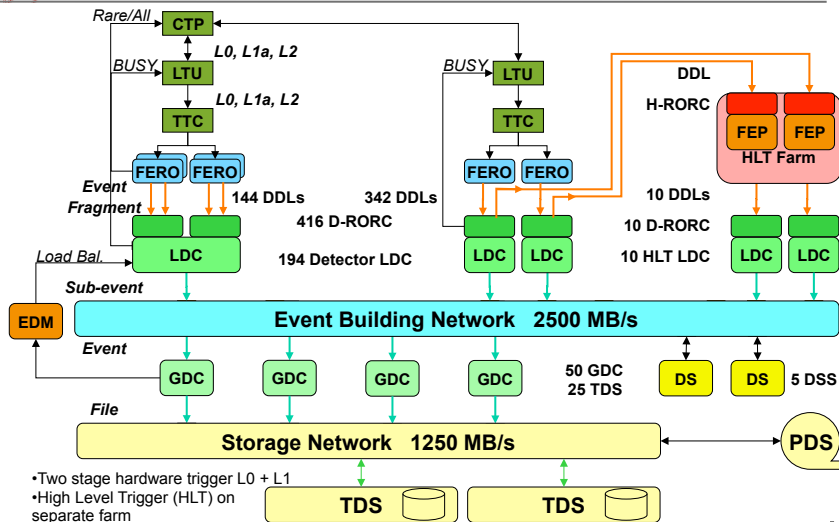 Rare/All
CTP
L0, L1a, L2
BUSY
LTU
L0, L1a, L2
TTC
FERO
FERO
Event
Fragment
144 DDLs
416 D-RORC
LDC
194 Detector LDC
Load Bal.
Sub-event
BUSY
LTU
TTC
FERO
FERO
342 DDLs
LDC
LDC
DDL
H-RORC
FEP
FEP
HLT Farm
10 DDLs
10 D-RORC
10 HLT LDC
LDC
LDC
EDM
Event Building Network 2500 MB/s
Event
GDC
GDC
GDC
GDC
50 GDC
25 TDS
DS
DS
5 DSS
File
Storage Network 1250 MB/s
PDS
•Two stage hardware trigger L0 + L1
•High Level Trigger (HLT) on
separate farm
TDS
TDS